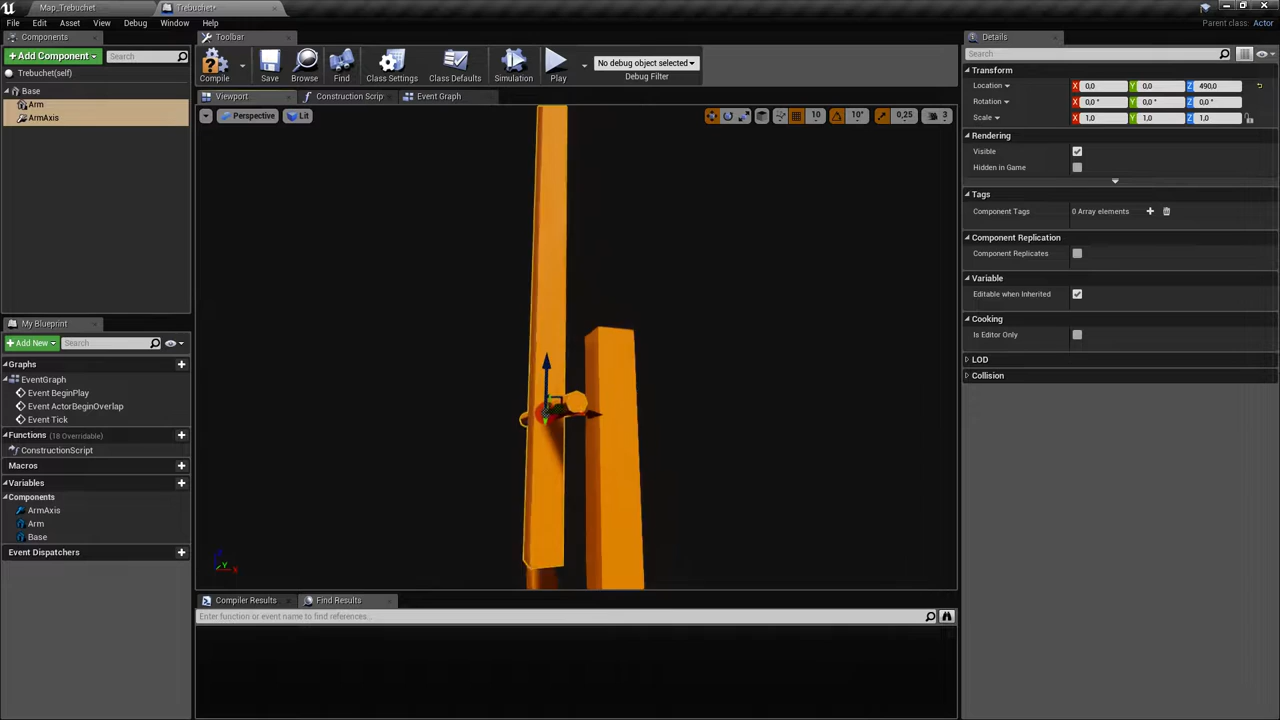 Map_Trebuchet
Trebuchet*
File Edit Asset View Debug Window Help
Parent class: Actor
Components
+Add Component
Search
Trebuchet(self)
Base
Arm
ArmAxis
Toolbar
Compile
Save
Browse
Find
Class Settings
Class Defaults
Simulation
Play
No debug object selected
Debug Filter
Viewport
Construction Scrip
Event Graph
Perspective
Lit
10
10°
0,25
3
Details
Search
Transform
Location X 0,0 Y 0,0 Z 490,0
Rotation X 0,0 ° Y 0,0 ° Z 0,0 °
Scale X 1,0 Y 1,0 Z 1,0
Rendering
Visible
Hidden in Game
Tags
Component Tags 0 Array elements
Component Replication
Component Replicates
Variable
Editable when Inherited
Cooking
Is Editor Only
LOD
Collision
My Blueprint
+Add New
Search
Graphs
EventGraph
Event BeginPlay
Event ActorBeginOverlap
Event Tick
Functions (18 Overridable)
ConstructionScript
Macros
Variables
Components
ArmAxis
Arm
Base
Event Dispatchers
Z
Y
X
Compiler Results
Find Results
Enter function or event name to find references...